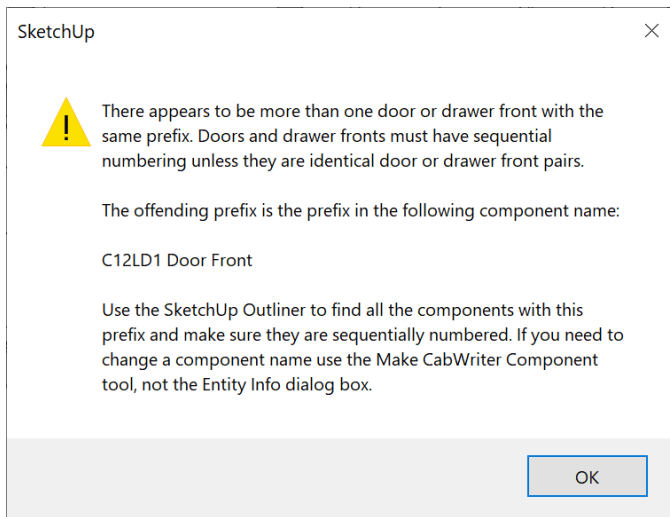 SketchUp
There appears to be more than one door or drawer front with the
same prefix. Doors and drawer fronts must have sequential
numbering unless they are identical door or drawer front pairs.
The offending prefix is the prefix in the following component name:
C12LD1 Door Front
Use the SketchUp Outliner to find all the components with this
prefix and make sure they are sequentially numbered. If you need to
change a component name use the Make CabWriter Component
tool, not the Entity Info dialog box.
OK